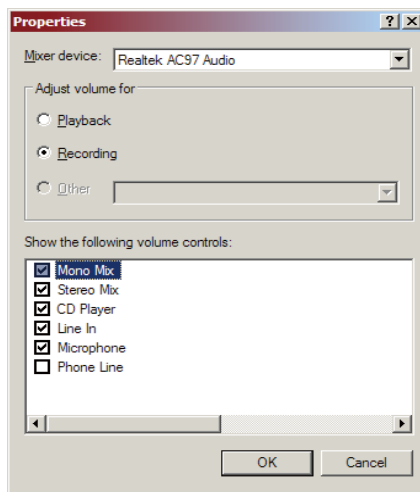 Properties
Mixer device: Realtek AC97 Audio
Adjust volume for
Playback
Recording
Other
Show the following volume controls:
Mono Mix
Stereo Mix
CD Player
Line In
Microphone
Phone Line
OK Cancel